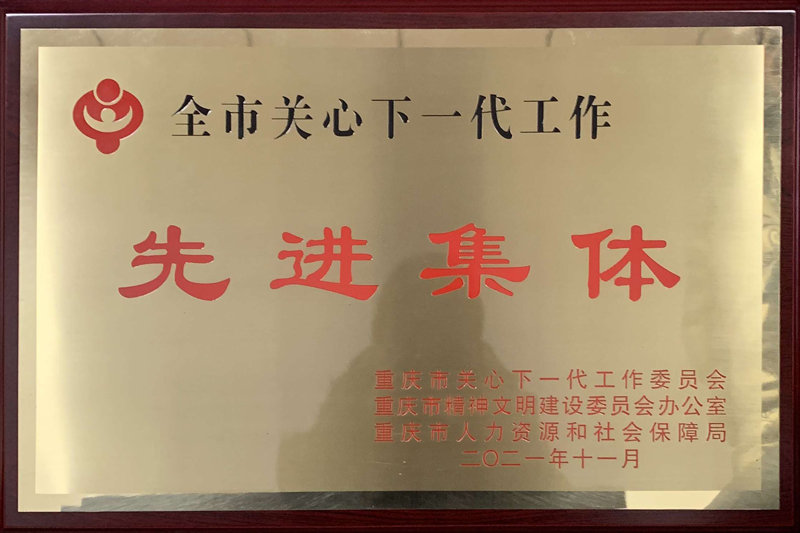 全市关心下一代工作
先进集体
重庆市关心下一代工作委员会
重庆市精神文明建设委员会办公室
重庆市人力资源和社会保障局
二〇二一年十一月